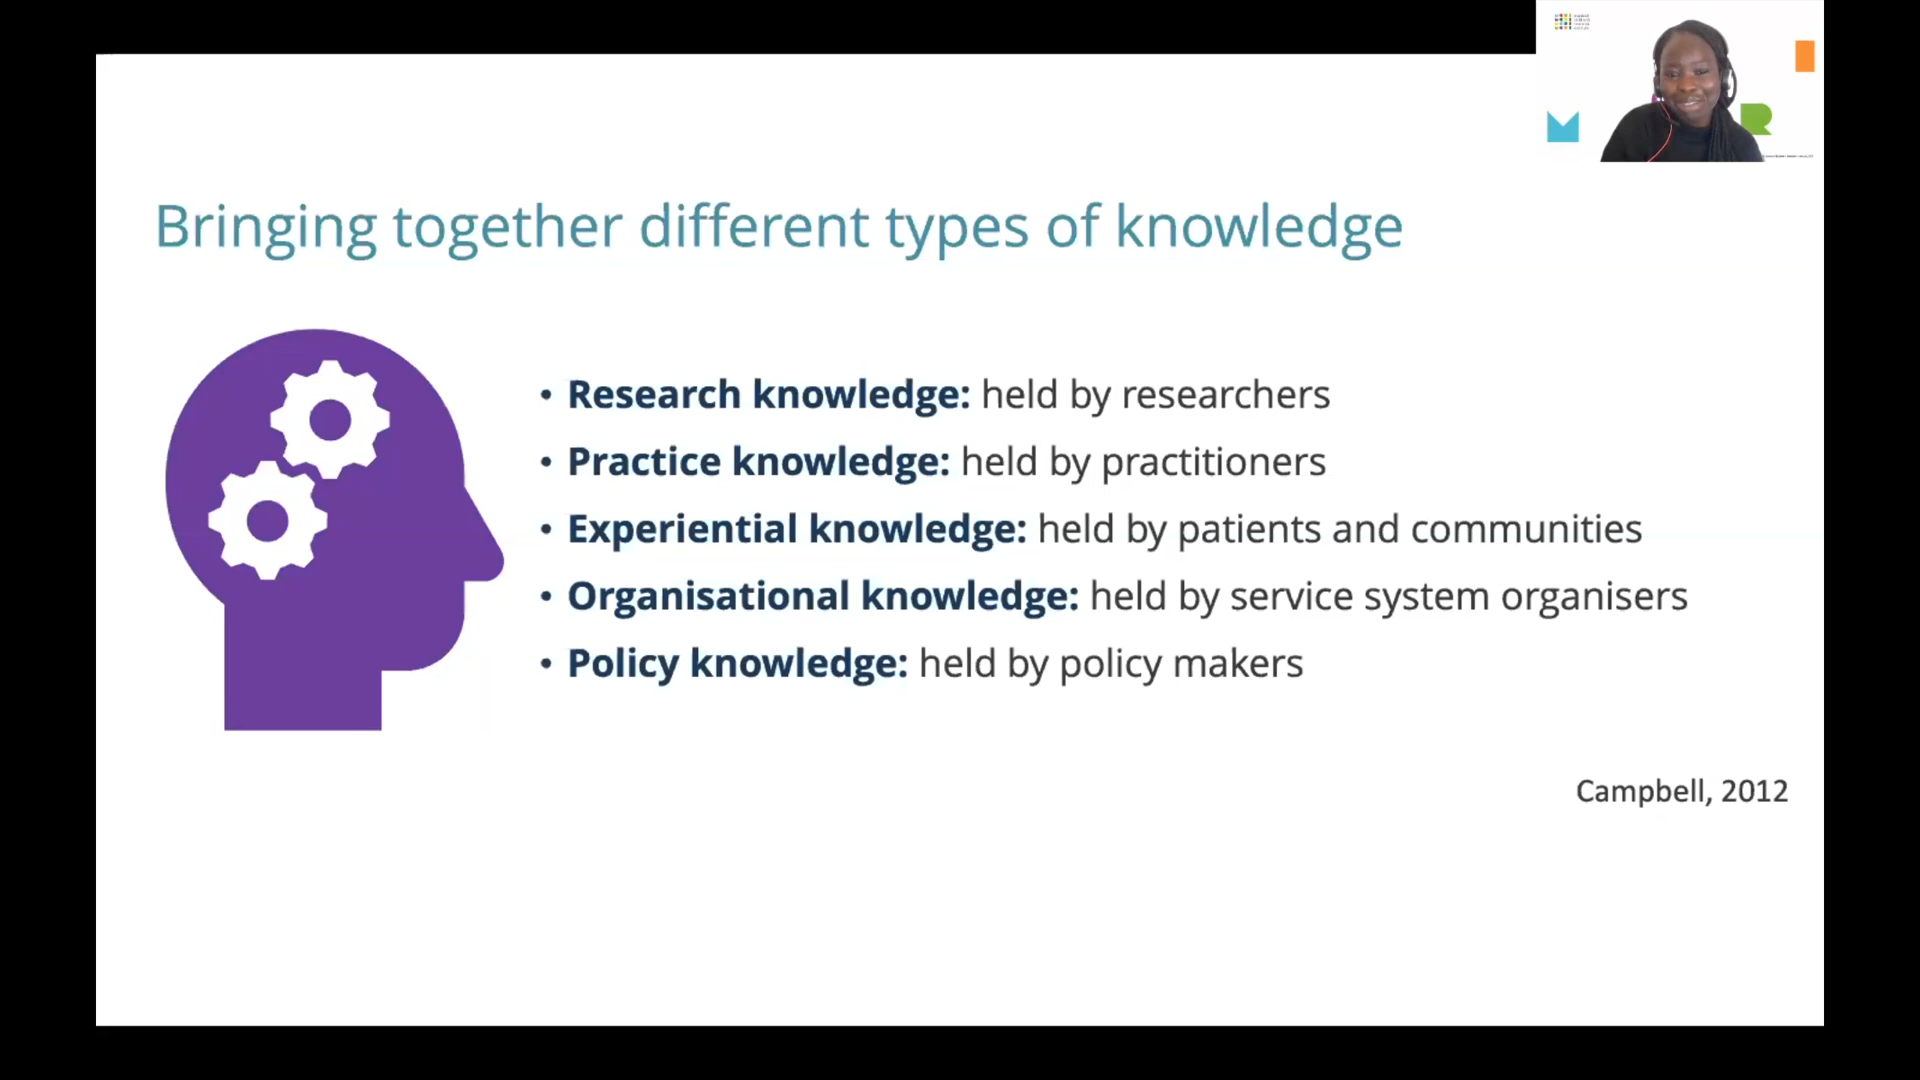 Bringing together different types of knowledge
• Research knowledge: held by researchers
• Practice knowledge: held by practitioners
• Experiential knowledge: held by patients and communities
• Organisational knowledge: held by service system organisers
• Policy knowledge: held by policy makers
Campbell, 2012